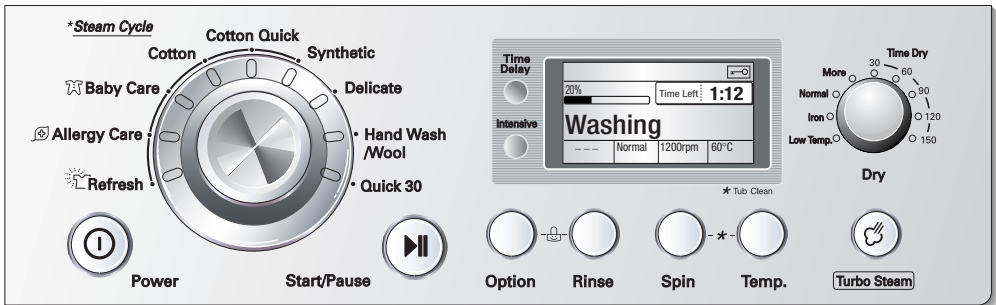 *Steam Cycle
Cotton Quick
Cotton
Synthetic
Baby Care
Delicate
Allergy Care
Hand Wash
/Wool
Refresh
Quick 30
Power
Start/Pause
Time
Delay
Intensive
20%
Time Left 1:12
Washing
--- Normal 1200rpm 60°C
* Tub Clean
Option
Rinse
Spin
*
Temp.
Time Dry
30
60
90
120
150
More
Normal
Iron
Low Temp.
Dry
Turbo Steam